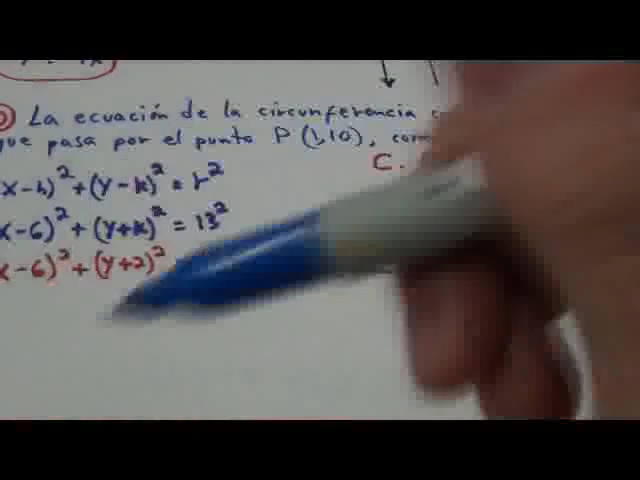 La ecuación de la circunferencia
que pasa por el punto P (1,10),
C.
x-h)² + (y-k)² = r²
x-6)² + (y+k)² = 13²
x-6)² + (y+2)²